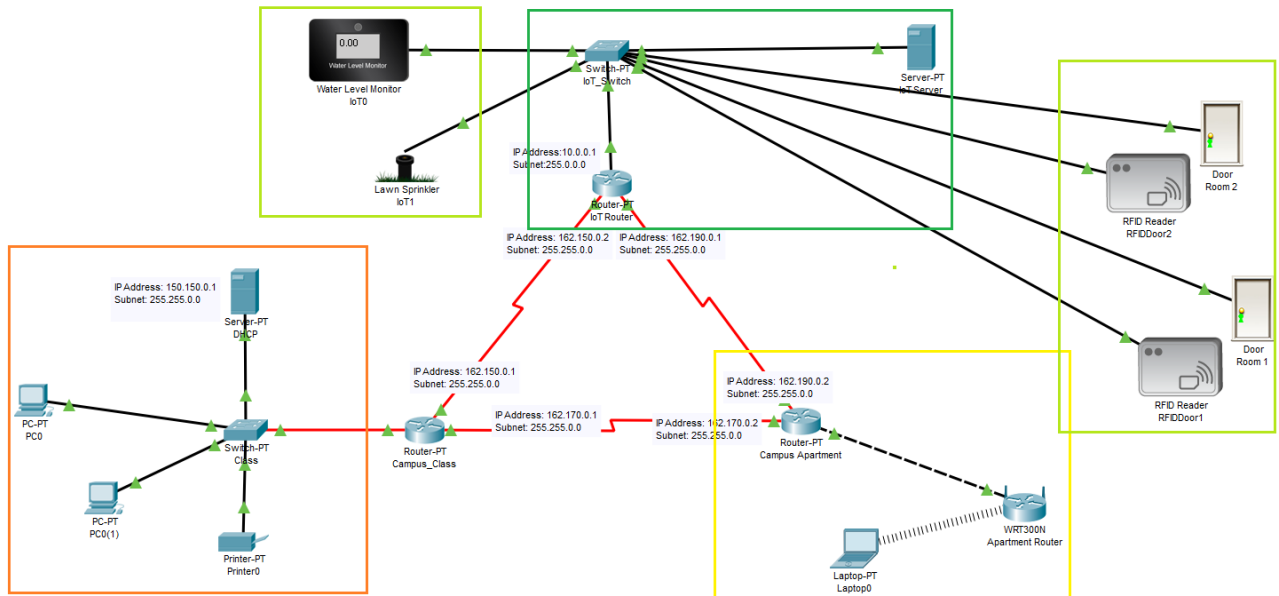 0.00
Water Level Monitor
Water Level Monitor
IoT0
Lawn Sprinkler
IoT1
Switch-PT
IoT_Switch
Server-PT
IoT Server
IP Address:10.0.0.1
Subnet:255.0.0.0
Router-PT
IoT Router
IP Address: 162.150.0.2
Subnet: 255.255.0.0
IP Address: 162.190.0.1
Subnet: 255.255.0.0
Door
Room 2
RFID Reader
RFIDDoor2
Door
Room 1
RFID Reader
RFIDDoor1
IP Address: 150.150.0.1
Subnet: 255.255.0.0
Server-PT
DHCP
PC-PT
PC0
Switch-PT
Class
PC-PT
PC0(1)
Printer-PT
Printer0
IP Address: 162.150.0.1
Subnet: 255.255.0.0
Router-PT
Campus_Class
IP Address: 162.170.0.1
Subnet: 255.255.0.0
IP Address: 162.170.0.2
Subnet: 255.255.0.0
IP Address: 162.190.0.2
Subnet: 255.255.0.0
Router-PT
Campus Apartment
WRT300N
Apartment Router
Laptop-PT
Laptop0